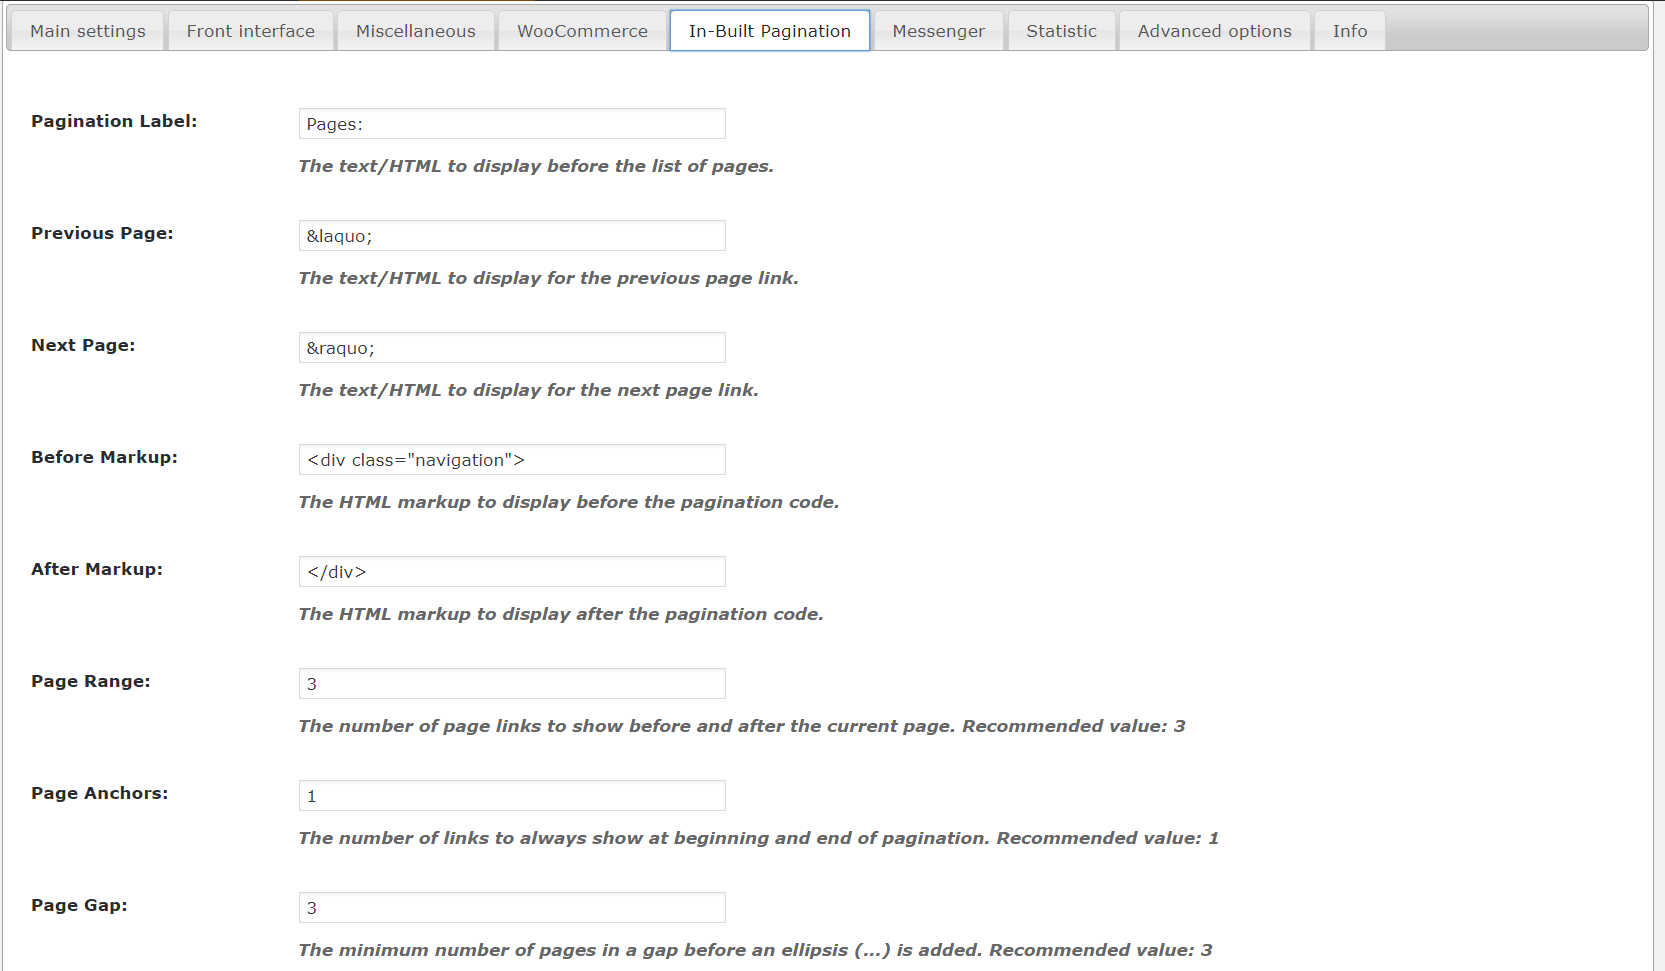 Main settings Front interface Miscellaneous WooCommerce In-Built Pagination Messenger Statistic Advanced options Info
Pagination Label: Pages:
The text/HTML to display before the list of pages.
Previous Page: &laquo;
The text/HTML to display for the previous page link.
Next Page: &raquo;
The text/HTML to display for the next page link.
Before Markup: <div class="navigation">
The HTML markup to display before the pagination code.
After Markup: </div>
The HTML markup to display after the pagination code.
Page Range: 3
The number of page links to show before and after the current page. Recommended value: 3
Page Anchors: 1
The number of links to always show at beginning and end of pagination. Recommended value: 1
Page Gap: 3
The minimum number of pages in a gap before an ellipsis (...) is added. Recommended value: 3